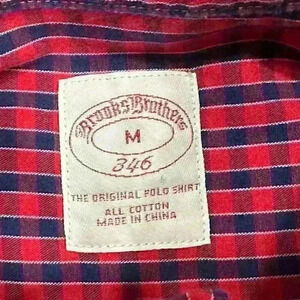 Brooks Brothers
M
346
THE ORIGINAL POLO SHIRT
ALL COTTON
MADE IN CHINA